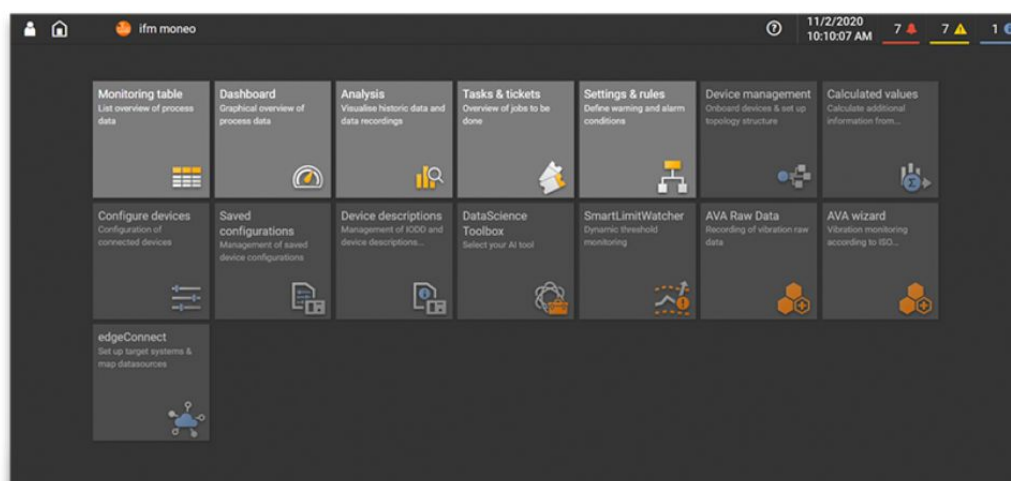 ifm moneo
11/2/2020
10:10:07 AM
7
7
1
Monitoring table
List overview of process
data
Dashboard
Graphical overview of
process data
Analysis
Visualise historic data and
data recordings
Tasks & tickets
Overview of jobs to be
done
Settings & rules
Define warning and alarm
conditions
Device management
Onboard devices & set up
topology structure
Calculated values
Calculate additional
information from...
Configure devices
Configuration of
connected devices
Saved
configurations
Management of saved
device configurations
Device descriptions
Management of IODD and
device descriptions...
DataScience
Toolbox
Select your AI tool
SmartLimitWatcher
Dynamic threshold
monitoring
AVA Raw Data
Recording of vibration raw
data
AVA wizard
Vibration monitoring
according to ISO...
edgeConnect
Set up target systems &
map datasources